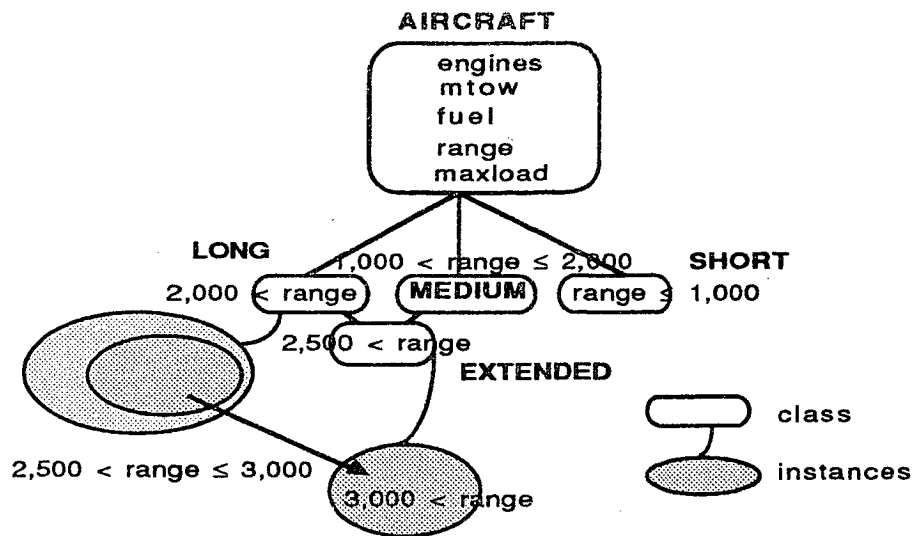 AIRCRAFT
engines
mtow
fuel
range
maxload
LONG
1,000 < range ≤ 2,000
SHORT
2,000 < range
MEDIUM
range ≤ 1,000
2,500 < range
EXTENDED
class
2,500 < range ≤ 3,000
instances
3,000 < range